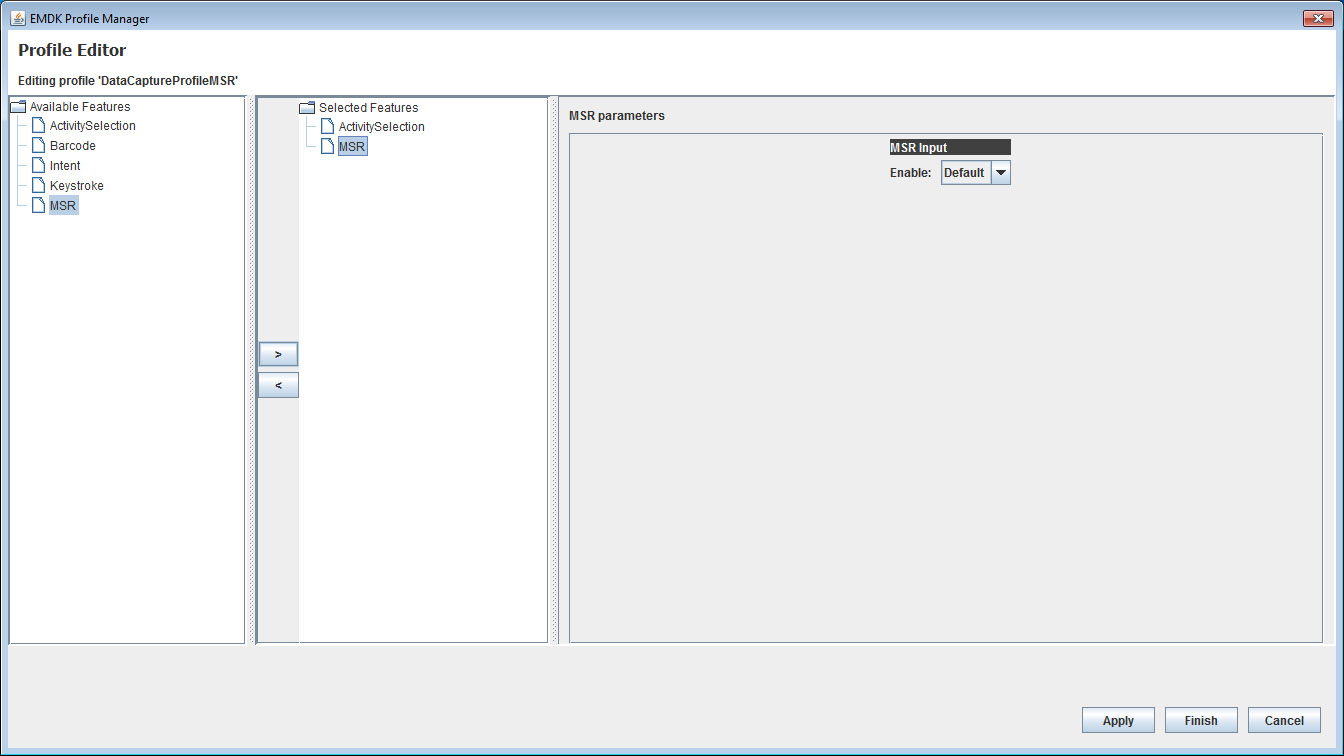 EMDK Profile Manager
Profile Editor
Editing profile 'DataCaptureProfileMSR'
Available Features
ActivitySelection
Barcode
Intent
Keystroke
MSR
>
<
Selected Features
ActivitySelection
MSR
MSR parameters
MSR Input
Enable: Default
Apply Finish Cancel